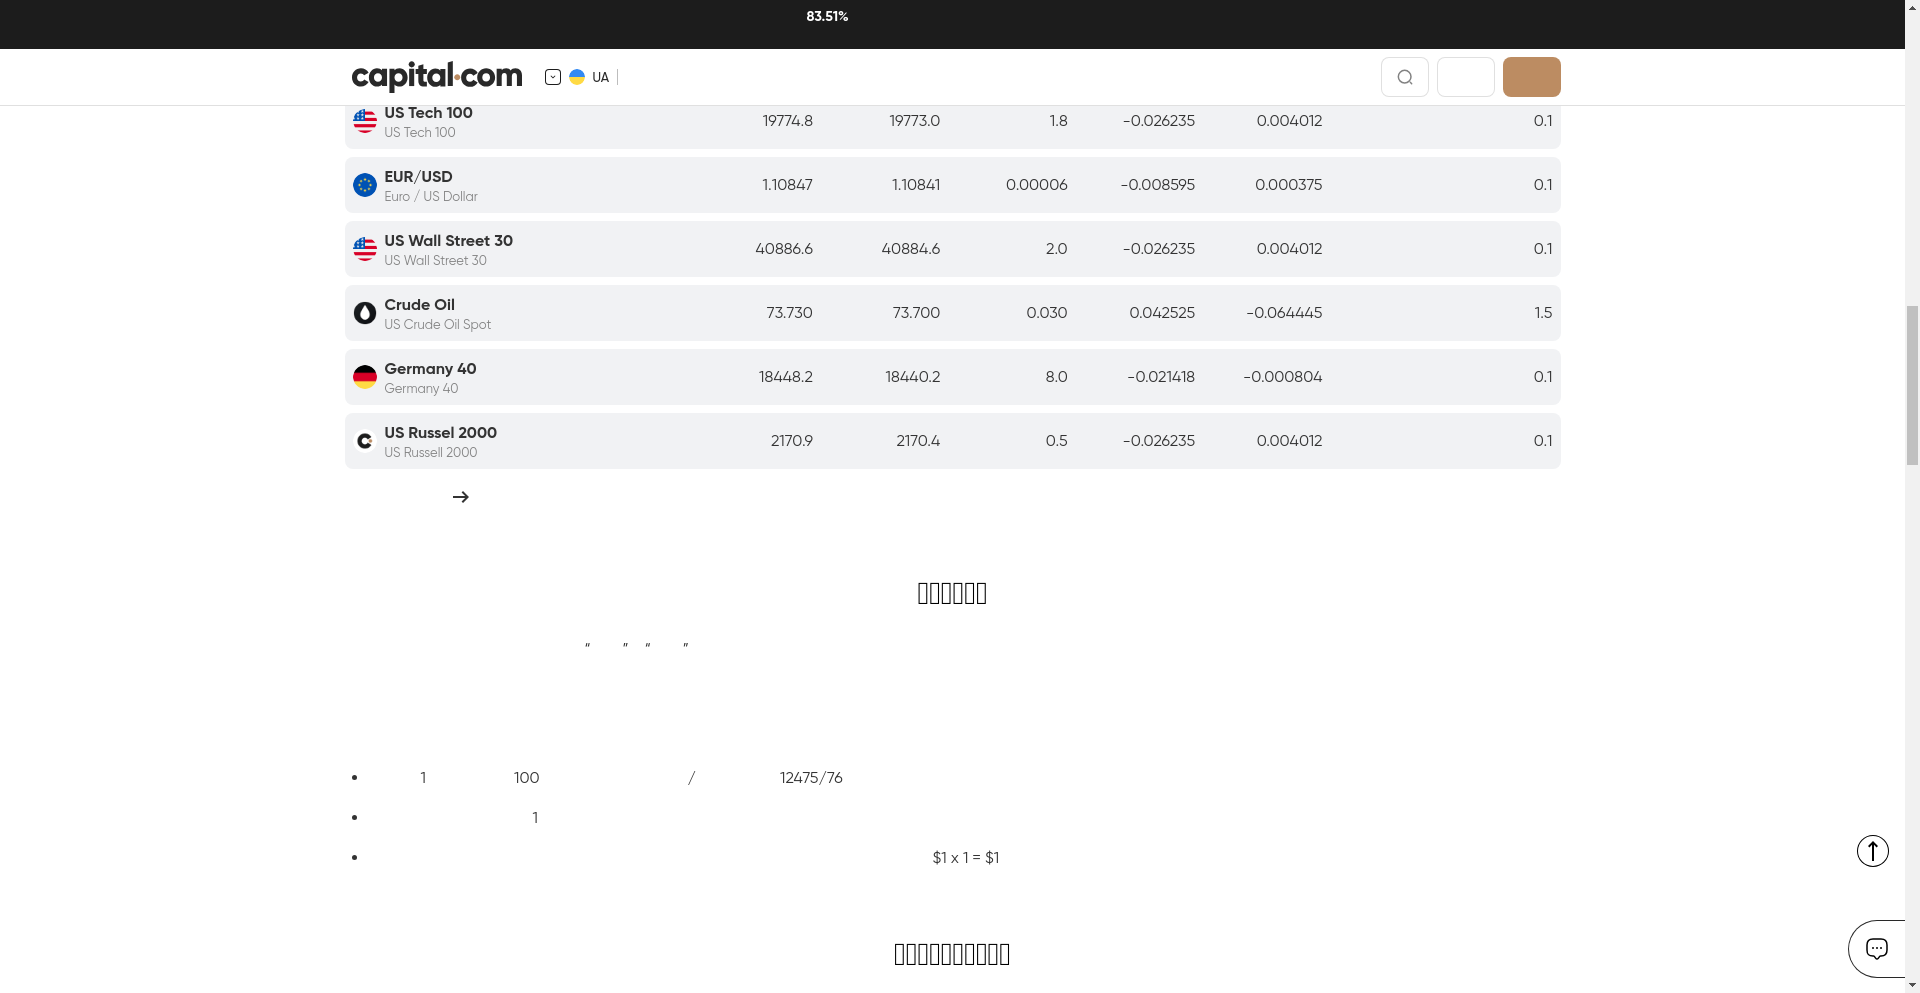 83.51%
capital.com UA
US Tech 100 19774.8 19773.0 1.8 -0.026235 0.004012 0.1
US Tech 100
EUR/USD 1.10847 1.10841 0.00006 -0.008595 0.000375 0.1
Euro / US Dollar
US Wall Street 30 40886.6 40884.6 2.0 -0.026235 0.004012 0.1
US Wall Street 30
Crude Oil 73.730 73.700 0.030 0.042525 -0.064445 1.5
US Crude Oil Spot
Germany 40 18448.2 18440.2 8.0 -0.021418 -0.000804 0.1
Germany 40
US Russel 2000 2170.9 2170.4 0.5 -0.026235 0.004012 0.1
US Russell 2000
“ ” “ ”
• 1 100 / 12475/76
• 1
• $1 x 1 = $1